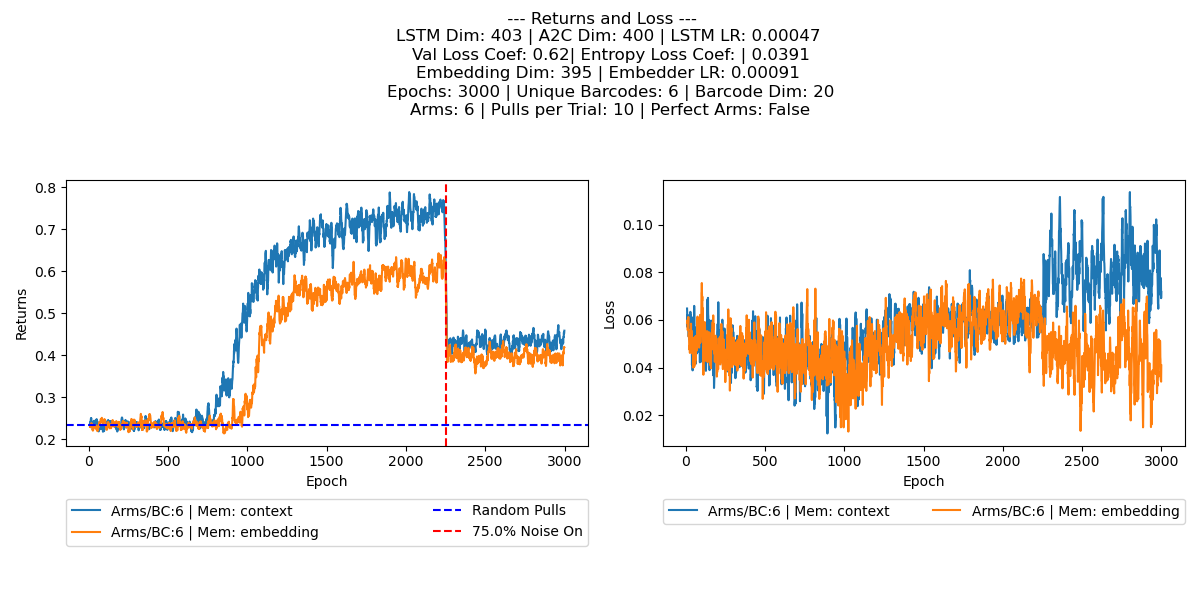 --- Returns and Loss ---
LSTM Dim: 403 | A2C Dim: 400 | LSTM LR: 0.00047
Val Loss Coef: 0.62| Entropy Loss Coef: | 0.0391
Embedding Dim: 395 | Embedder LR: 0.00091
Epochs: 3000 | Unique Barcodes: 6 | Barcode Dim: 20
Arms: 6 | Pulls per Trial: 10 | Perfect Arms: False
Returns
0.8
0.7
0.6
0.5
0.4
0.3
0.2
0 500 1000 1500 2000 2500 3000
Epoch
Arms/BC:6 | Mem: context
Arms/BC:6 | Mem: embedding
Random Pulls
75.0% Noise On
Loss
0.10
0.08
0.06
0.04
0.02
0 500 1000 1500 2000 2500 3000
Epoch
Arms/BC:6 | Mem: context
Arms/BC:6 | Mem: embedding